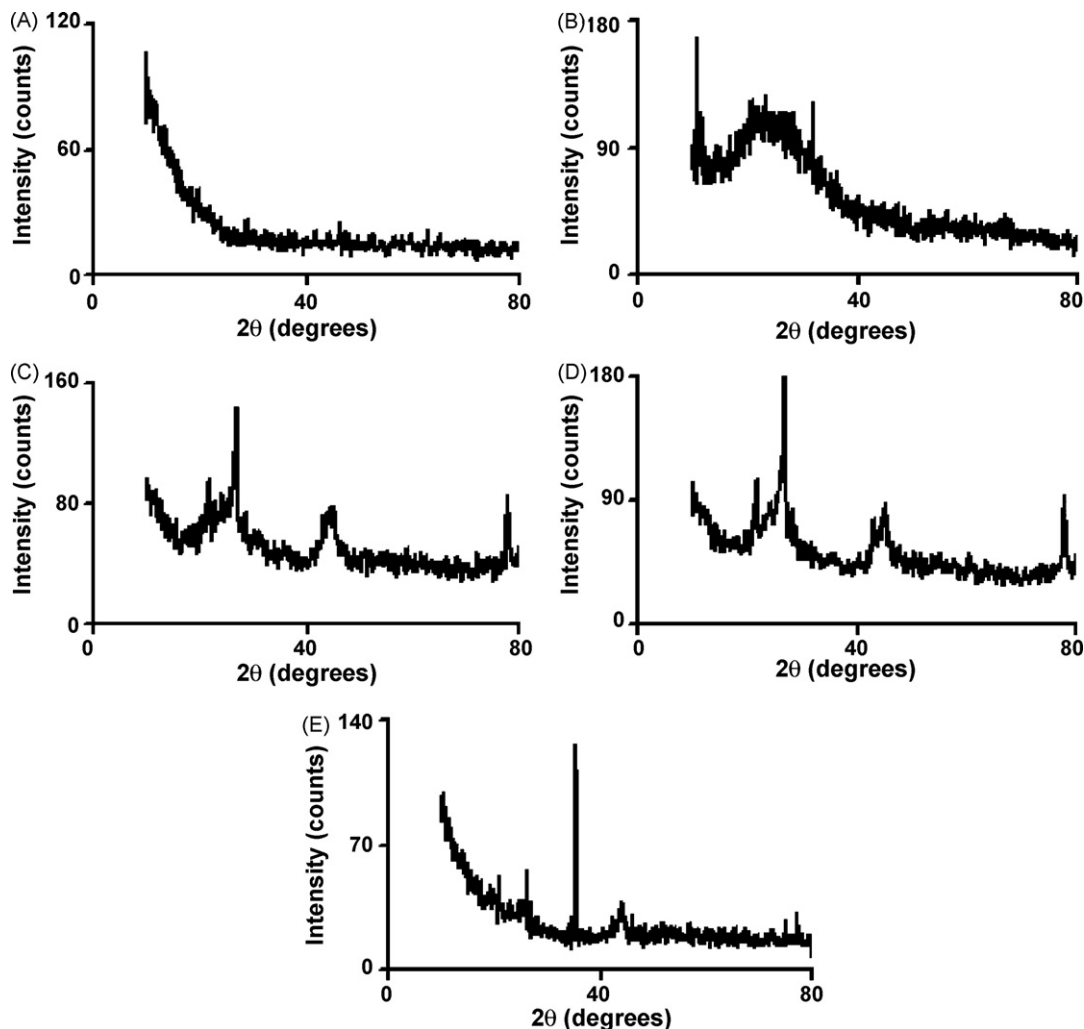 (A)
120
60
0
Intensity (counts)
0 40 80
2θ (degrees)
(B)
180
90
0
Intensity (counts)
0 40 80
2θ (degrees)
(C)
160
80
0
Intensity (counts)
0 40 80
2θ (degrees)
(D)
180
90
0
Intensity (counts)
0 40 80
2θ (degrees)
(E)
140
70
0
Intensity (counts)
0 40 80
2θ (degrees)